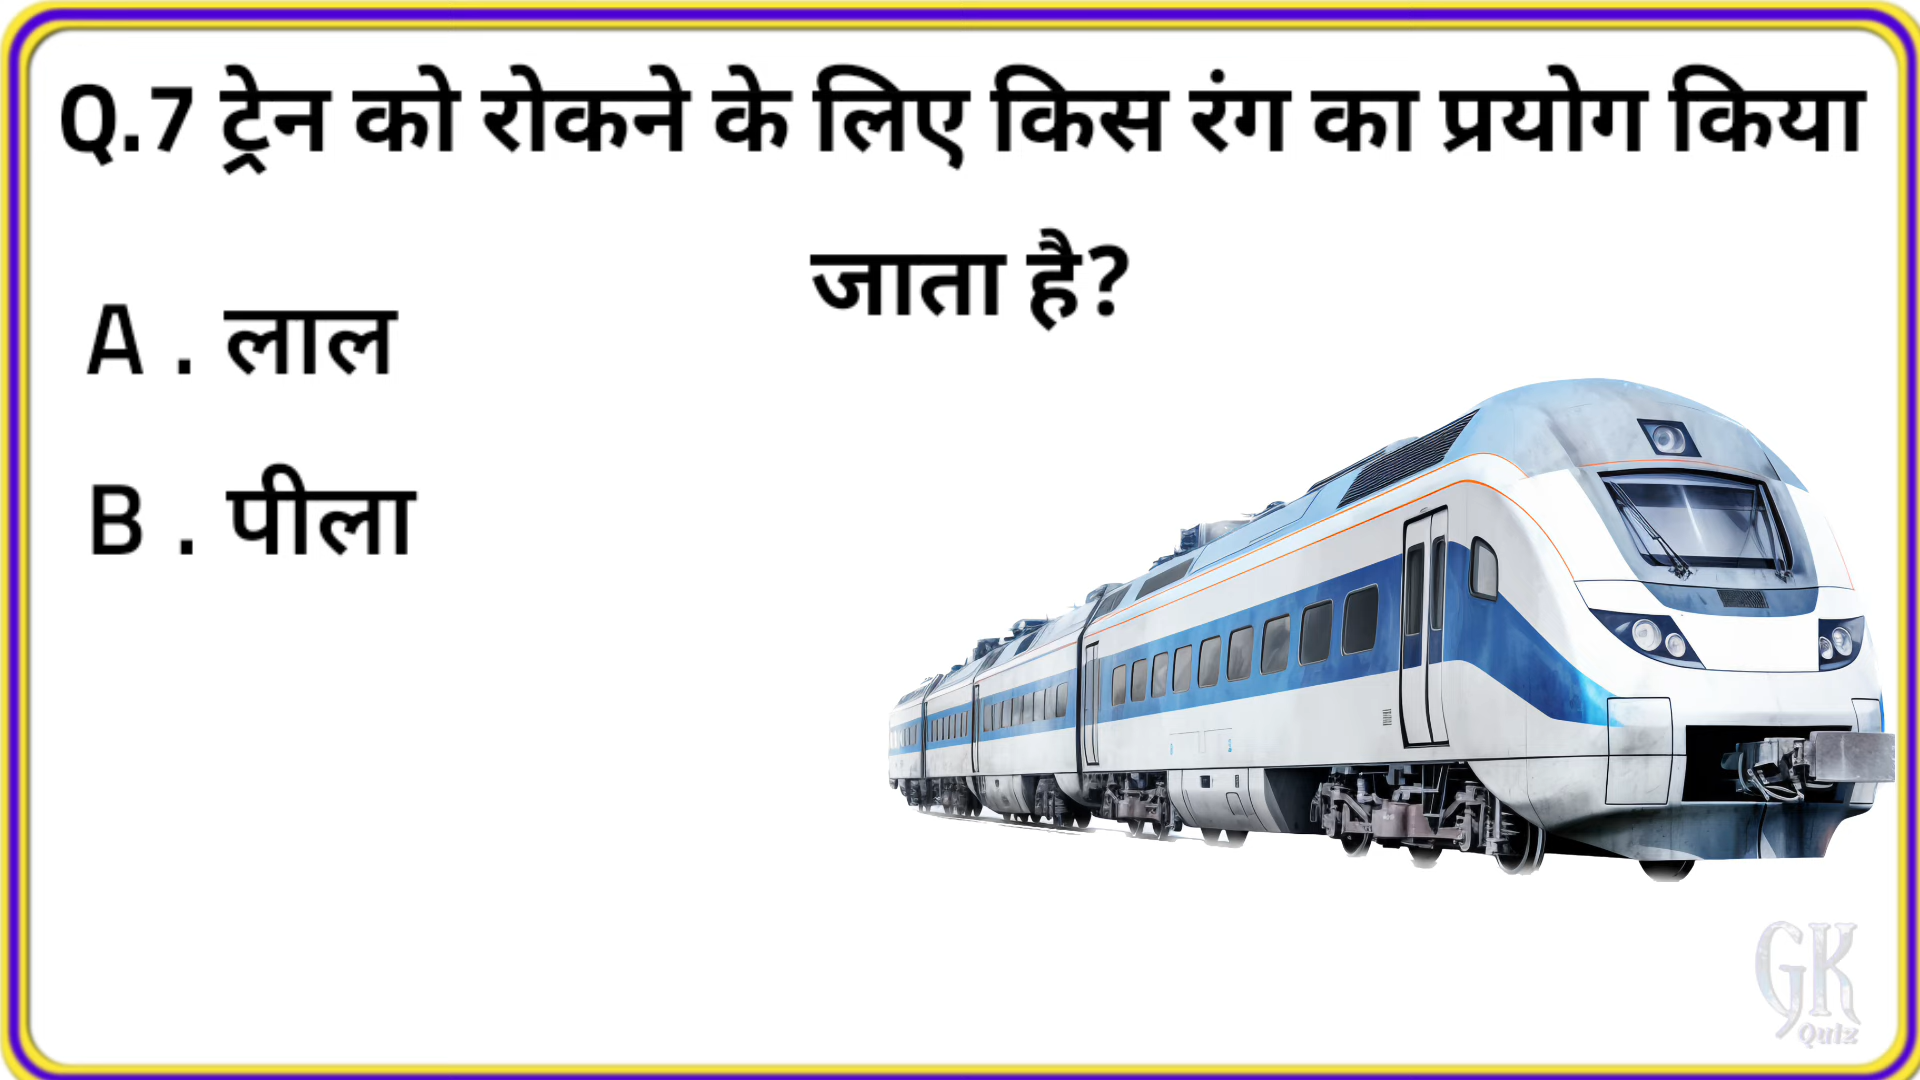 Q.7 ट्रेन को रोकने के लिए किस रंग का प्रयोग किया
जाता है?
A . लाल
B . पीला
GK
Quiz